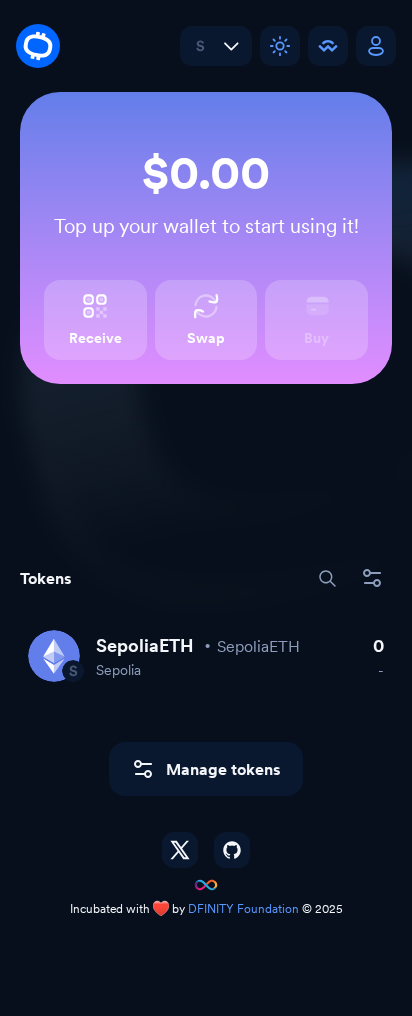 S
$0.00
Top up your wallet to start using it!
Receive Swap Buy
Tokens
SepoliaETH • SepoliaETH 0
S Sepolia -
Manage tokens
Incubated with ❤️ by DFINITY Foundation © 2025